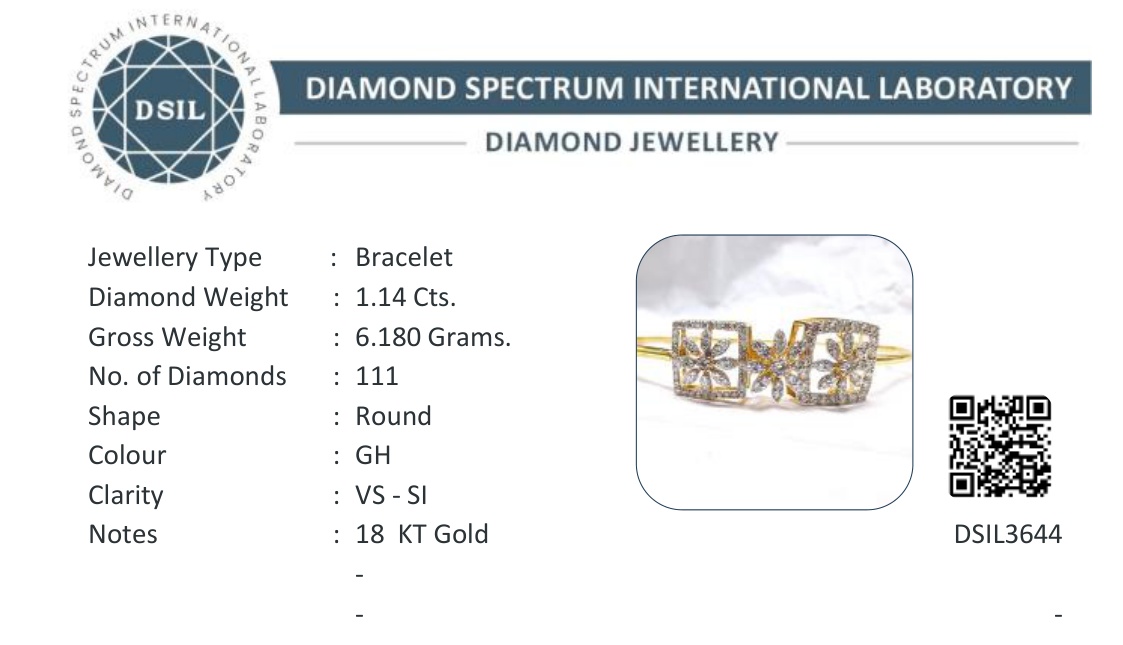 DIAMOND SPECTRUM INTERNATIONAL LABORATORY
DSIL
DIAMOND SPECTRUM INTERNATIONAL LABORATORY
DIAMOND JEWELLERY
Jewellery Type : Bracelet
Diamond Weight : 1.14 Cts.
Gross Weight : 6.180 Grams.
No. of Diamonds : 111
Shape : Round
Colour : GH
Clarity : VS - SI
Notes : 18 KT Gold
DSIL3644
-
- -